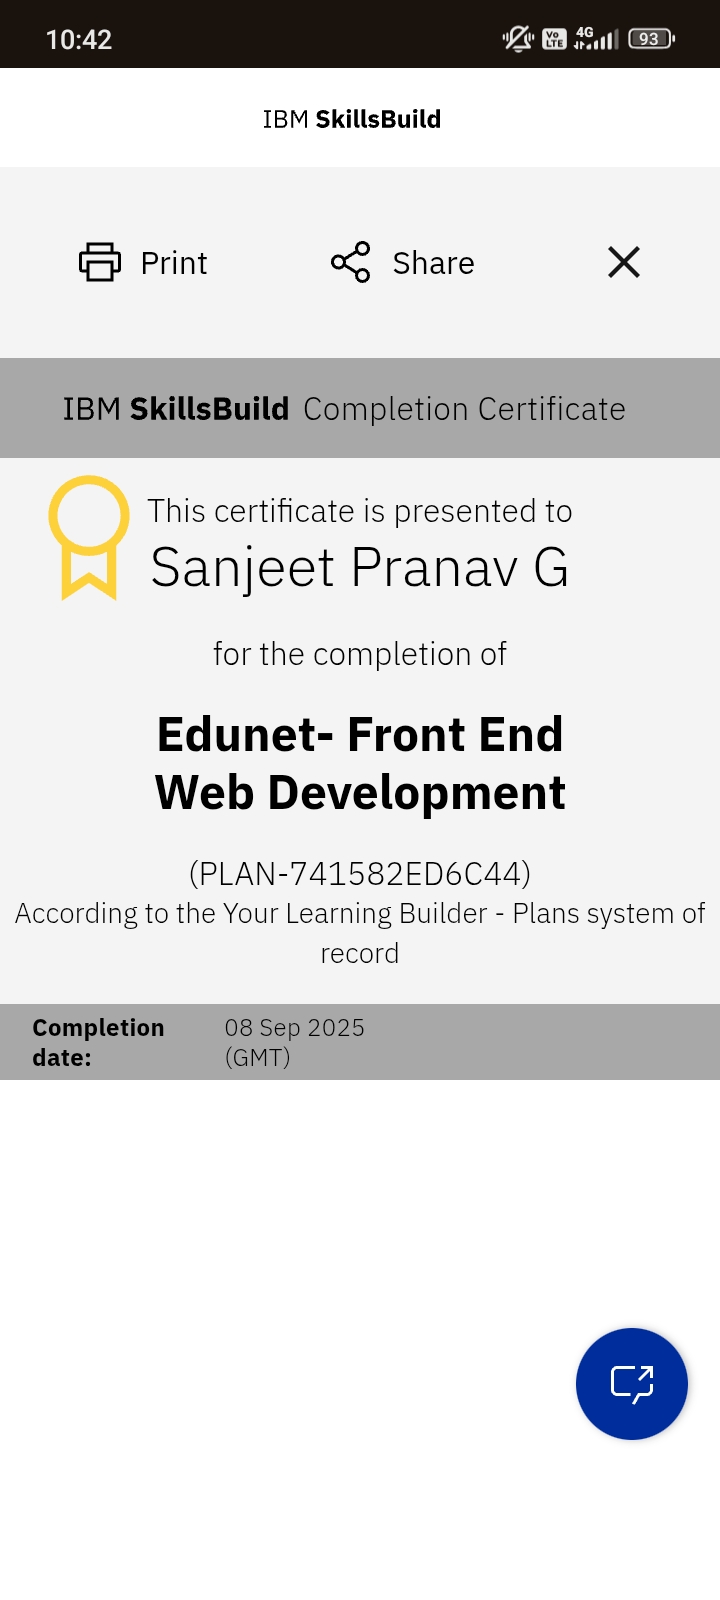 10:42
Vo LTE 4G 93
IBM SkillsBuild
Print Share
IBM SkillsBuild Completion Certificate
This certificate is presented to
Sanjeet Pranav G
for the completion of
Edunet- Front End
Web Development
(PLAN-741582ED6C44)
According to the Your Learning Builder - Plans system of
record
Completion 08 Sep 2025
date: (GMT)